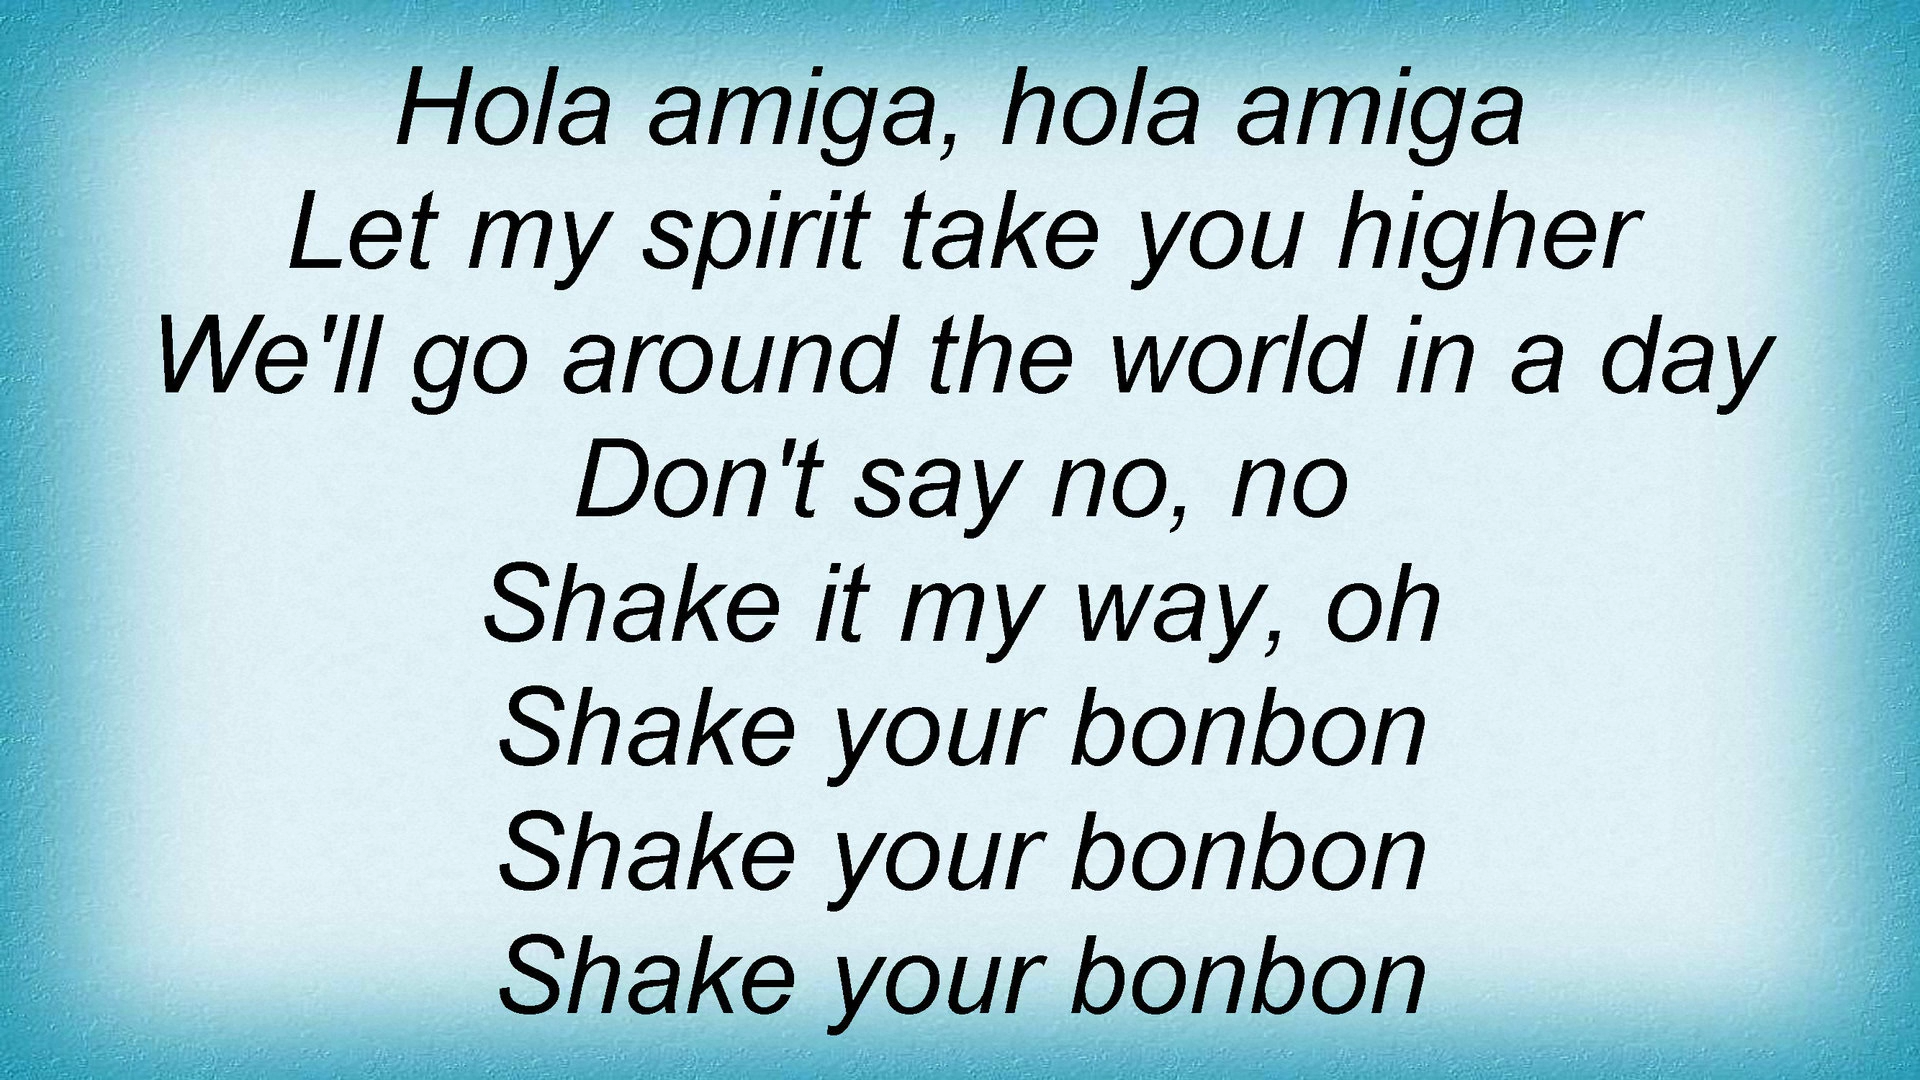 Hola amiga, hola amiga
Let my spirit take you higher
We'll go around the world in a day
Don't say no, no
Shake it my way, oh
Shake your bonbon
Shake your bonbon
Shake your bonbon